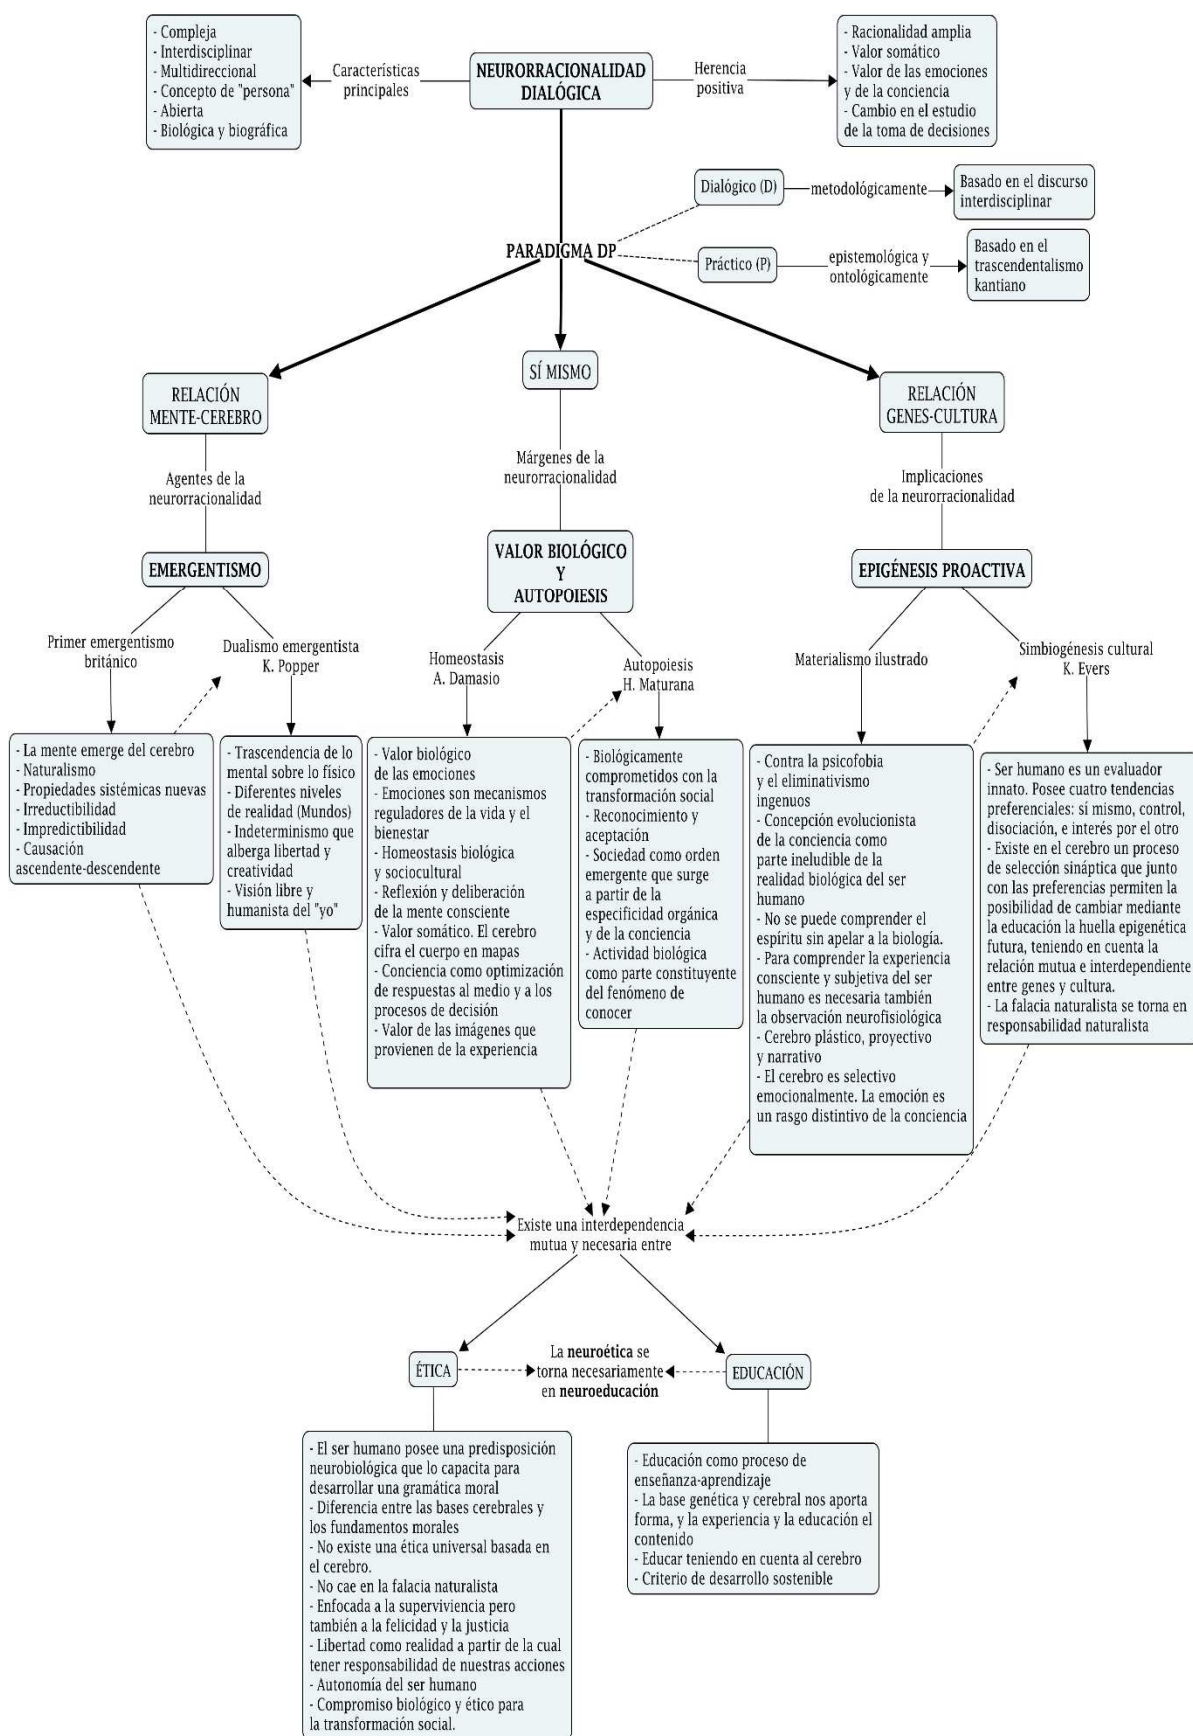 - Compleja
- Interdisciplinar
- Multidireccional
- Concepto de "persona"
- Abierta
- Biológica y biográfica
Características
principales
NEURORRACIONALIDAD
DIALÓGICA
Herencia
positiva
- Racionalidad amplia
- Valor somático
- Valor de las emociones
y de la conciencia
- Cambio en el estudio
de la toma de decisiones
Dialógico (D)
metodológicamente
Basado en el discurso
interdisciplinar
PARADIGMA DP
Práctico (P)
epistemológica y
ontológicamente
Basado en el
trascendentalismo
kantiano
RELACIÓN
MENTE-CEREBRO
SÍ MISMO
RELACIÓN
GENES-CULTURA
Agentes de la
neurorracionalidad
Márgenes de la
neurorracionalidad
Implicaciones
de la neurorracionalidad
EMERGENTISMO
VALOR BIOLÓGICO
Y
AUTOPOIESIS
EPIGÉNESIS PROACTIVA
Primer emergentismo
británico
Dualismo emergentista
K. Popper
Homeostasis
A. Damasio
Autopoiesis
H. Maturana
Materialismo ilustrado
Simbiogénesis cultural
K. Evers
- La mente emerge del cerebro
- Naturalismo
- Propiedades sistémicas nuevas
- Irreductibilidad
- Impredictibilidad
- Causación
ascendente-descendente
- Trascendencia de lo
mental sobre lo físico
- Diferentes niveles
de realidad (Mundos)
- Indeterminismo que
alberga libertad y
creatividad
- Visión libre y
humanista del "yo"
- Valor biológico
de las emociones
- Emociones son mecanismos
reguladores de la vida y el
bienestar
- Homeostasis biológica
y sociocultural
- Reflexión y deliberación
de la mente consciente
- Valor somático. El cerebro
cifra el cuerpo en mapas
- Conciencia como optimización
de respuestas al medio y a los
procesos de decisión
- Valor de las imágenes que
provienen de la experiencia
- Biológicamente
comprometidos con la
transformación social
- Reconocimiento y
aceptación
- Sociedad como orden
emergente que surge
a partir de la
especificidad orgánica
y de la conciencia
- Actividad biológica
como parte constituyente
del fenómeno de
conocer
- Contra la psicofobia
y el eliminativismo
ingenuos
- Concepción evolucionista
de la conciencia como
parte ineludible de la
realidad biológica del ser
humano
- No se puede comprender el
espíritu sin apelar a la biología.
- Para comprender la experiencia
consciente y subjetiva del ser
humano es necesaria también
la observación neurofisiológica
- Cerebro plástico, proyectivo
y narrativo
- El cerebro es selectivo
emocionalmente. La emoción es
un rasgo distintivo de la conciencia
- Ser humano es un evaluador
innato. Posee cuatro tendencias
preferenciales: sí mismo, control,
disociación, e interés por el otro
- Existe en el cerebro un proceso
de selección sináptica que junto
con las preferencias permiten la
posibilidad de cambiar mediante
la educación la huella epigenética
futura, teniendo en cuenta la
relación mutua e interdependiente
entre genes y cultura.
- La falacia naturalista se torna en
responsabilidad naturalista
Existe una interdependencia
mutua y necesaria entre
ÉTICA
La neuroética se
torna necesariamente
en neuroeducación
EDUCACIÓN
- El ser humano posee una predisposición
neurobiológica que lo capacita para
desarrollar una gramática moral
- Diferencia entre las bases cerebrales y
los fundamentos morales
- No existe una ética universal basada en
el cerebro.
- No cae en la falacia naturalista
- Enfocada a la superviviencia pero
también a la felicidad y la justicia
- Libertad como realidad a partir de la cual
tener responsabilidad de nuestras acciones
- Autonomía del ser humano
- Compromiso biológico y ético para
la transformación social.
- Educación como proceso de
enseñanza-aprendizaje
- La base genética y cerebral nos aporta
forma, y la experiencia y la educación el
contenido
- Educar teniendo en cuenta al cerebro
- Criterio de desarrollo sostenible